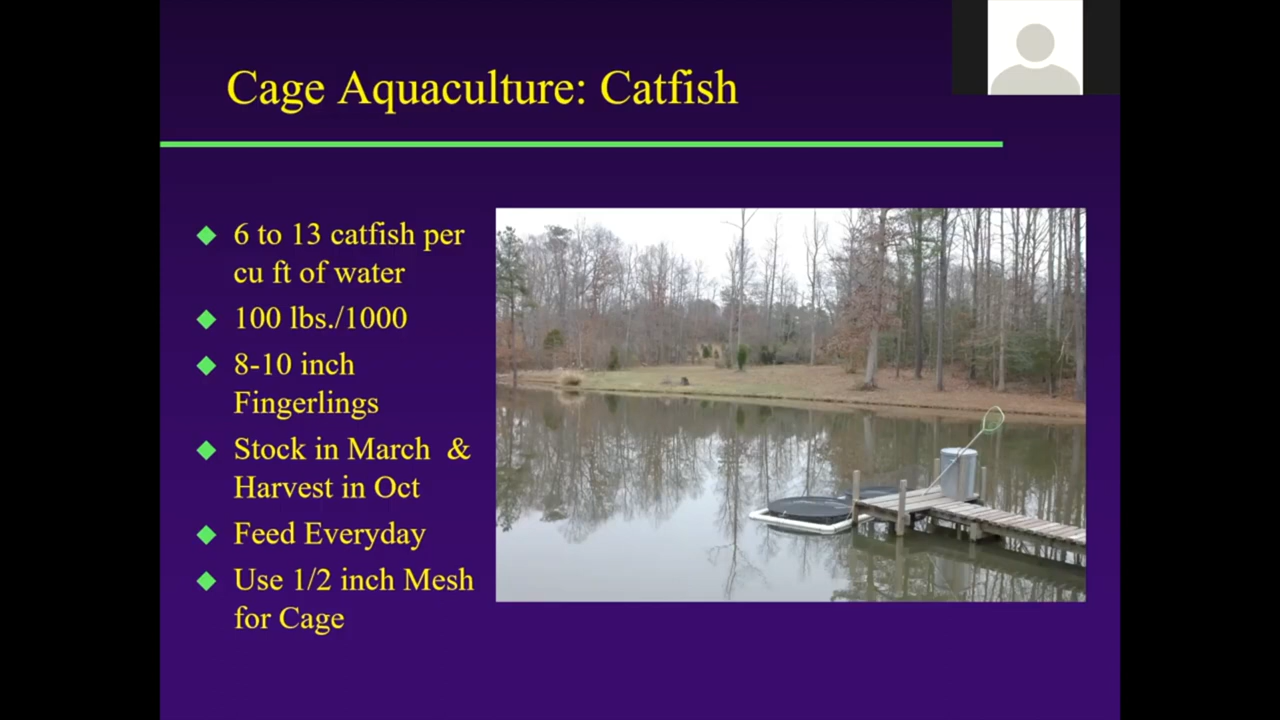 Cage Aquaculture: Catfish
6 to 13 catfish per
cu ft of water
100 lbs./1000
8-10 inch
Fingerlings
Stock in March  &
Harvest in Oct
Feed Everyday
Use 1/2 inch Mesh
for Cage